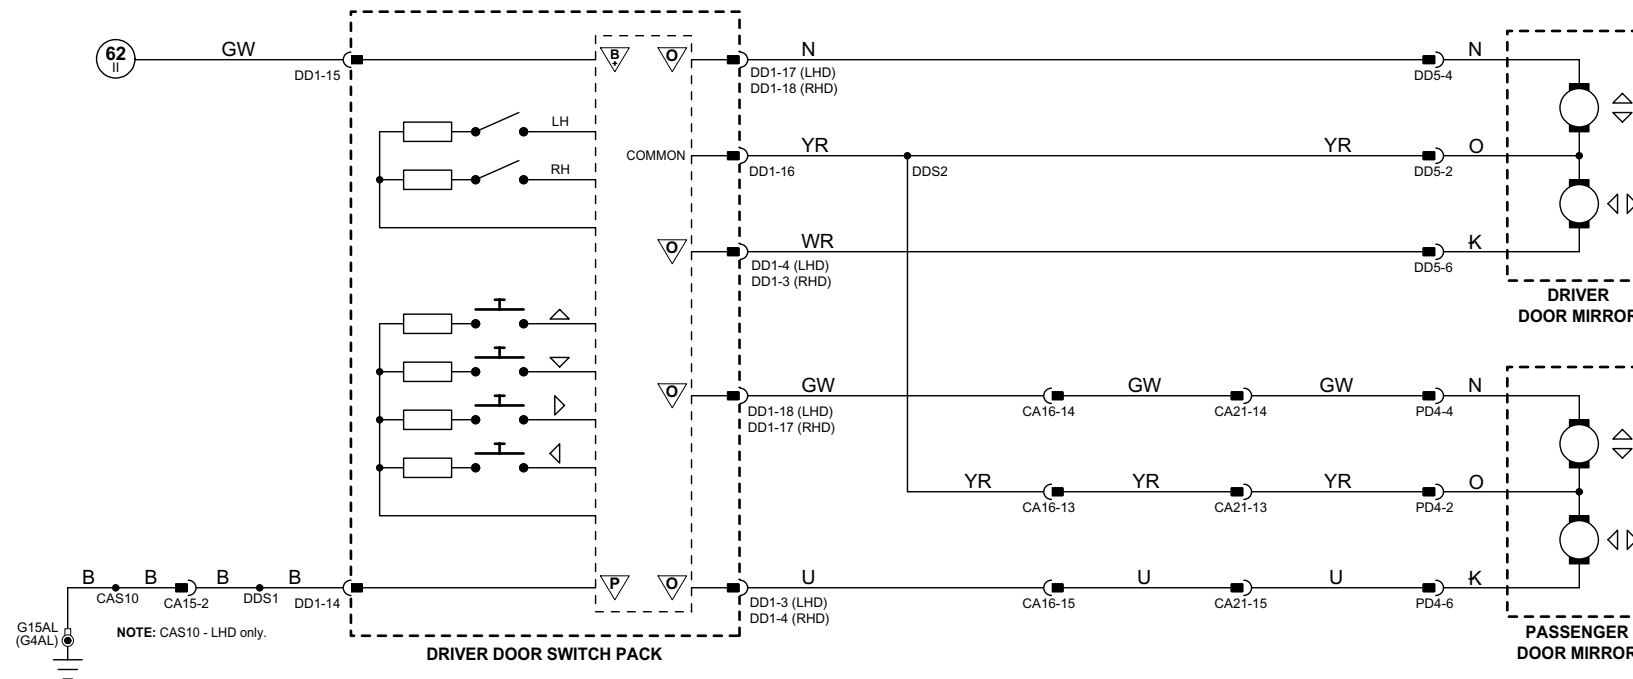 62
II
GW
DD1-15
B
+
O
N
DD1-17 (LHD)
DD1-18 (RHD)
DD5-4
N
LH
RH
COMMON
YR
DD1-16
DDS2
YR
DD5-2
O
O
WR
DD1-4 (LHD)
DD1-3 (RHD)
DD5-6
K
DRIVER
DOOR MIRROR
O
GW
DD1-18 (LHD)
DD1-17 (RHD)
GW
CA16-14
GW
CA21-14
PD4-4
N
YR
CA16-13
YR
CA21-13
YR
PD4-2
O
B
CAS10
B
CA15-2
B
DDS1
B
DD1-14
P
O
U
DD1-3 (LHD)
DD1-4 (RHD)
CA16-15
U
CA21-15
U
PD4-6
K
G15AL
(G4AL)
NOTE: CAS10 - LHD only.
DRIVER DOOR SWITCH PACK
PASSENGER
DOOR MIRROR